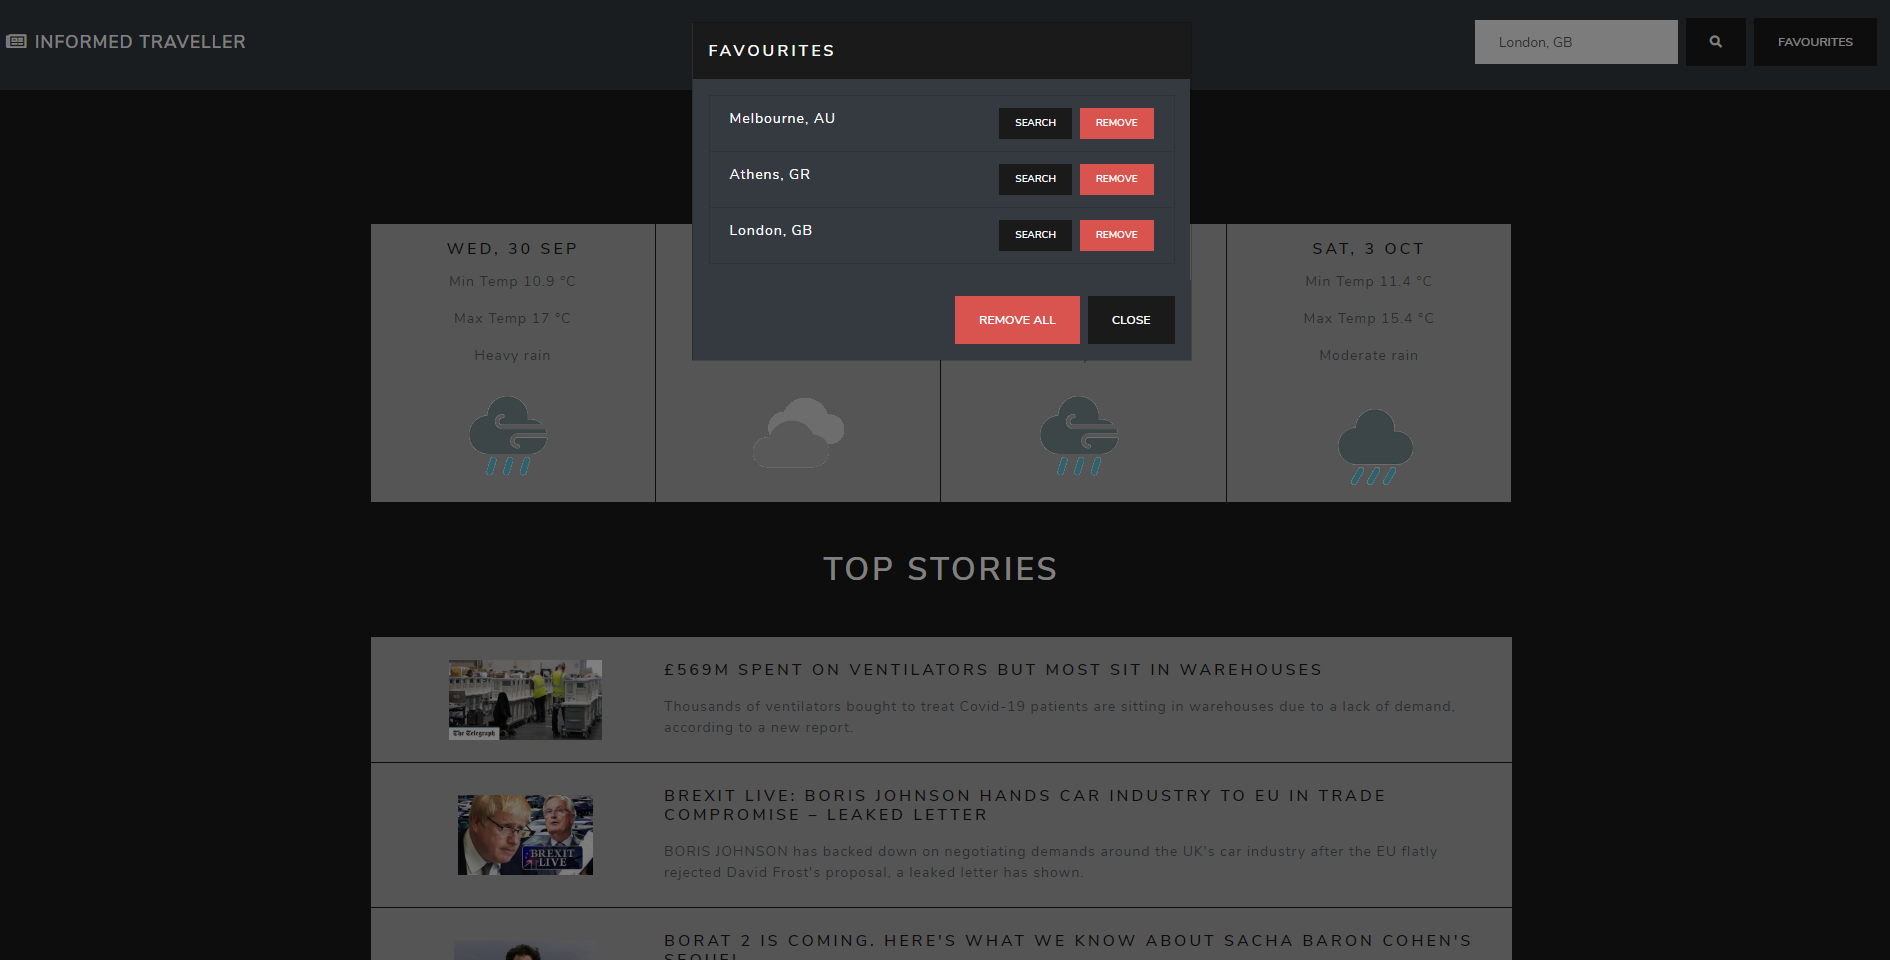 INFORMED TRAVELLER
London, GB
FAVOURITES
FAVOURITES
Melbourne, AU
SEARCH
REMOVE
Athens, GR
SEARCH
REMOVE
London, GB
SEARCH
REMOVE
REMOVE ALL
CLOSE
WED, 30 SEP
Min Temp 10.9 °C
Max Temp 17 °C
Heavy rain
SAT, 3 OCT
Min Temp 11.4 °C
Max Temp 15.4 °C
Moderate rain
TOP STORIES
The Telegraph
£569M SPENT ON VENTILATORS BUT MOST SIT IN WAREHOUSES
Thousands of ventilators bought to treat Covid-19 patients are sitting in warehouses due to a lack of demand,
according to a new report.
BREXIT
LIVE
BREXIT LIVE: BORIS JOHNSON HANDS CAR INDUSTRY TO EU IN TRADE
COMPROMISE – LEAKED LETTER
BORIS JOHNSON has backed down on negotiating demands around the UK's car industry after the EU flatly
rejected David Frost's proposal, a leaked letter has shown.
BORAT 2 IS COMING. HERE'S WHAT WE KNOW ABOUT SACHA BARON COHEN'S
SEQUEL